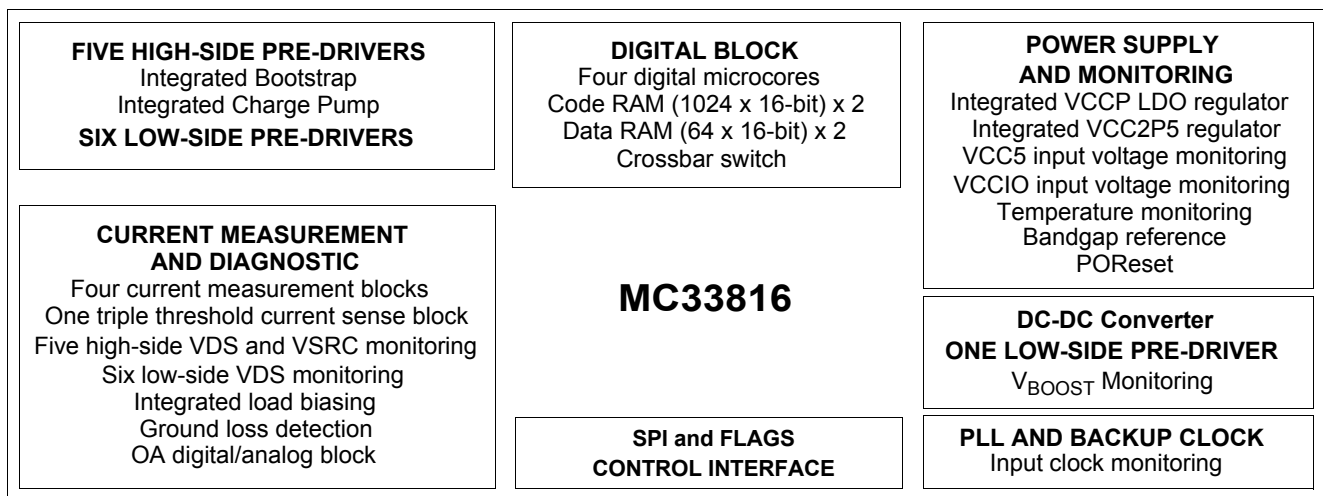 FIVE HIGH-SIDE PRE-DRIVERS
Integrated Bootstrap
Integrated Charge Pump
SIX LOW-SIDE PRE-DRIVERS
CURRENT MEASUREMENT
AND DIAGNOSTIC
Four current measurement blocks
One triple threshold current sense block
Five high-side VDS and VSRC monitoring
Six low-side VDS monitoring
Integrated load biasing
Ground loss detection
OA digital/analog block
DIGITAL BLOCK
Four digital microcores
Code RAM (1024 x 16-bit) x 2
Data RAM (64 x 16-bit) x 2
Crossbar switch
MC33816
SPI and FLAGS
CONTROL INTERFACE
POWER SUPPLY
AND MONITORING
Integrated VCCP LDO regulator
Integrated VCC2P5 regulator
VCC5 input voltage monitoring
VCCIO input voltage monitoring
Temperature monitoring
Bandgap reference
POReset
DC-DC Converter
ONE LOW-SIDE PRE-DRIVER
VBOOST Monitoring
PLL AND BACKUP CLOCK
Input clock monitoring